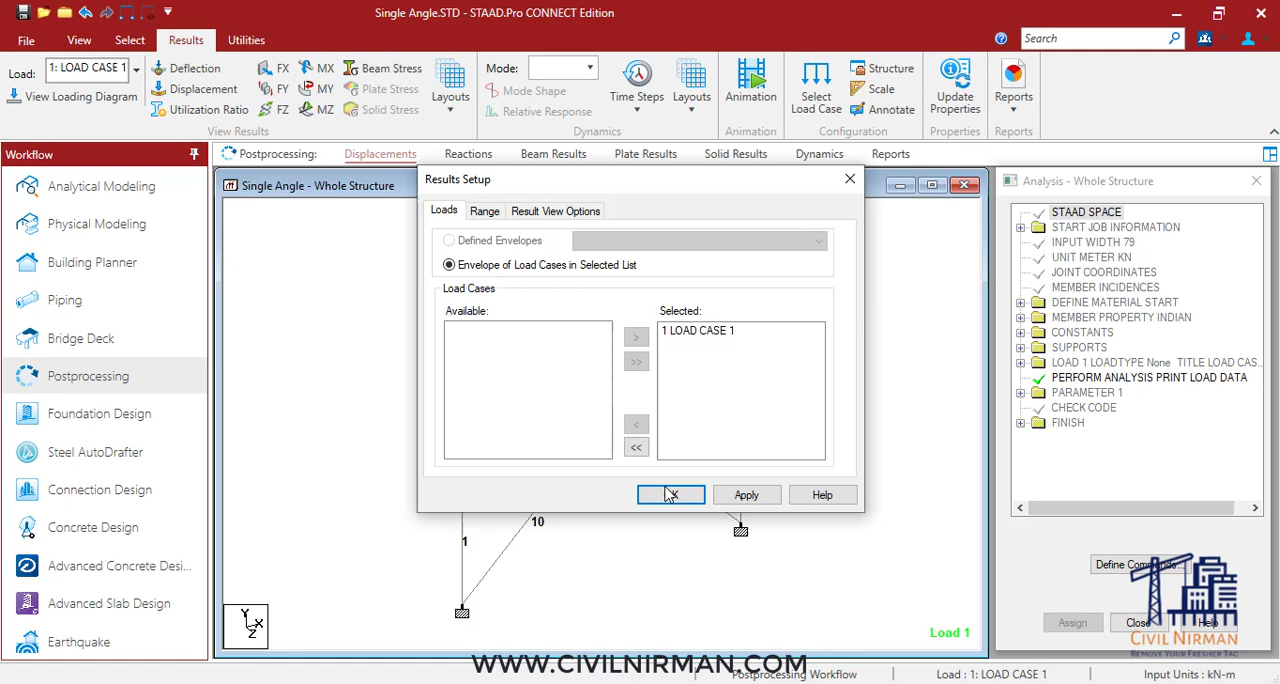 Single Angle.STD - STAAD.Pro CONNECT Edition
File View Select Results Utilities
Search
Load: 1: LOAD CASE 1
View Loading Diagram
Deflection
Displacement
Utilization Ratio
FX MX
FY MY
FZ MZ
Beam Stress
Plate Stress
Solid Stress
Layouts
View Results
Mode:
Mode Shape
Relative Response
Time Steps
Layouts
Dynamics
Animation
Animation
Select Load Case
Structure
Scale
Annotate
Configuration
Update Properties
Properties
Reports
Reports
Workflow
Postprocessing: Displacements Reactions Beam Results Plate Results Solid Results Dynamics Reports
Analytical Modeling
Physical Modeling
Building Planner
Piping
Bridge Deck
Postprocessing
Foundation Design
Steel AutoDrafter
Connection Design
Concrete Design
Advanced Concrete Desi...
Advanced Slab Design
Earthquake
Single Angle - Whole Structure
Results Setup
Loads Range Result View Options
Defined Envelopes
Envelope of Load Cases in Selected List
Load Cases
Available: Selected:
1 LOAD CASE 1
>
>>
<
<<
Apply Help
10
1
Y
X
Z
Load 1
Analysis - Whole Structure
STAAD SPACE
START JOB INFORMATION
INPUT WIDTH 79
UNIT METER KN
JOINT COORDINATES
MEMBER INCIDENCES
DEFINE MATERIAL START
MEMBER PROPERTY INDIAN
CONSTANTS
SUPPORTS
LOAD 1 LOADTYPE None TITLE LOAD CAS...
PERFORM ANALYSIS PRINT LOAD DATA
PARAMETER 1
CHECK CODE
FINISH
Define Commands...
Assign Close Help
CIVIL NIRMAN
REMOVE YOUR FRESHER TAG
WWW.CIVILNIRMAN.COM
Postprocessing Workflow Load : 1: LOAD CASE 1 Input Units : kN-m